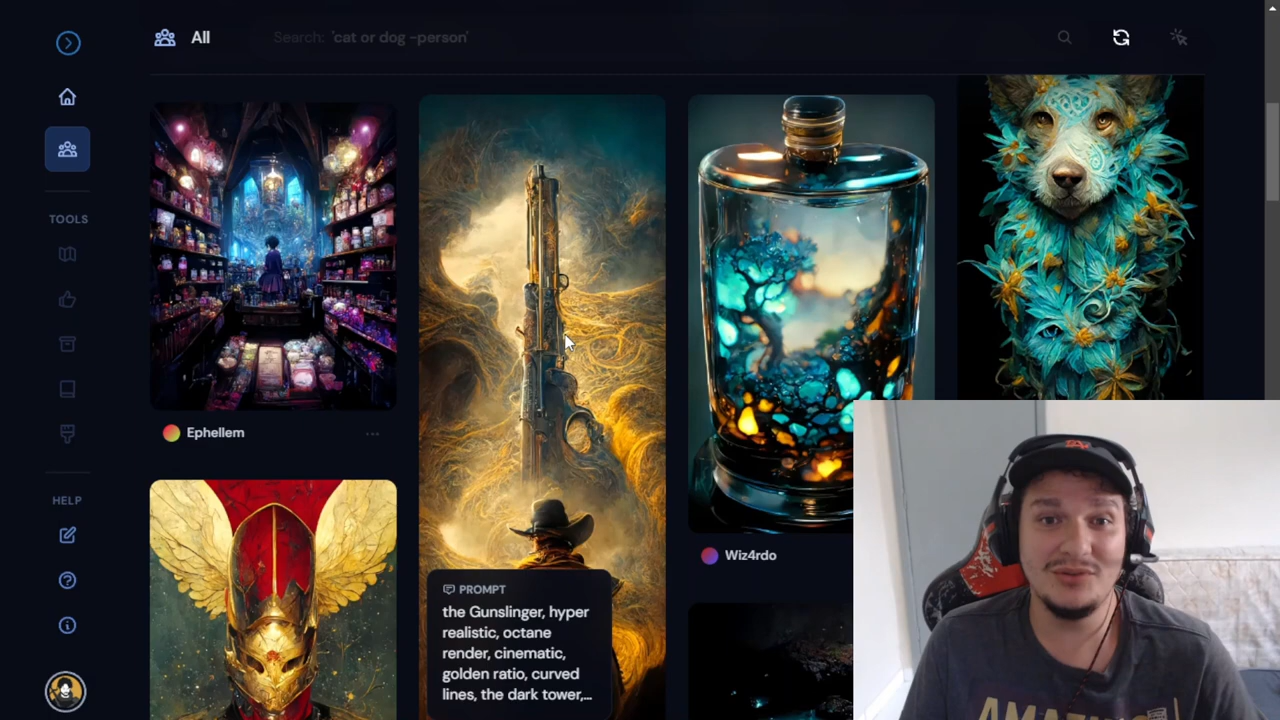 All
Search: 'cat or dog -person'
TOOLS
HELP
Ephellem
PROMPT
the Gunslinger, hyper
realistic, octane
render, cinematic,
golden ratio, curved
lines, the dark tower,...
Wiz4rdo